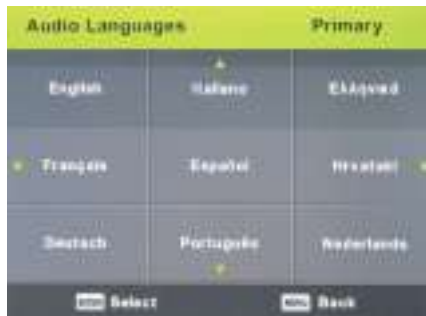 Audio Languages Primary
English Italiano Ελληνικά
Français Español Hrvatski
Deutsch Português Nederlands
Select Back